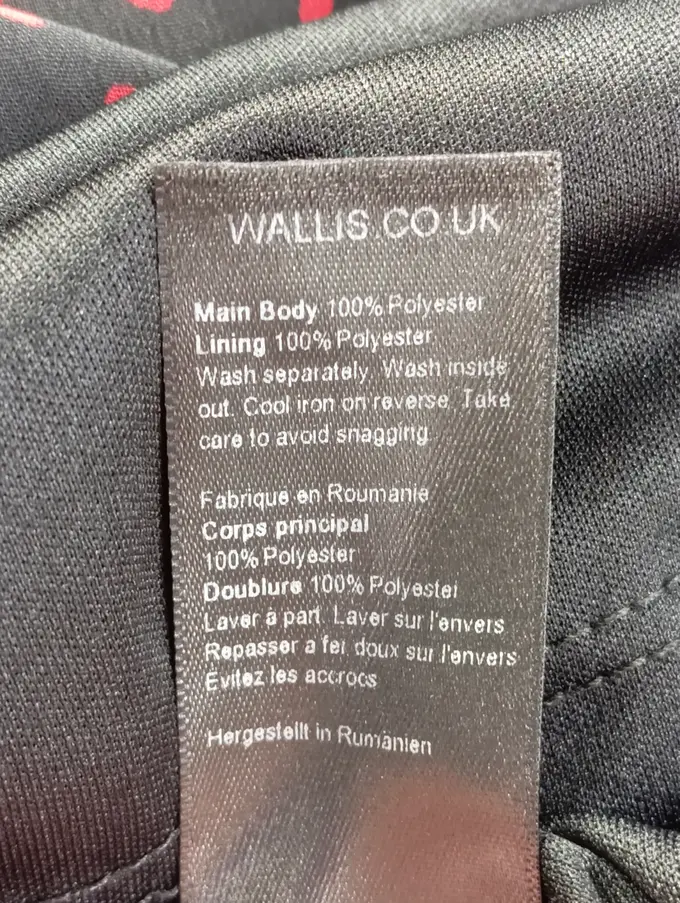 WALLIS.CO.UK
Main Body 100% Polyester
Lining 100% Polyester
Wash separately. Wash inside
out. Cool iron on reverse. Take
care to avoid snagging
Fabrique en Roumanie
Corps principal
100% Polyester
Doublure 100% Polyester
Laver à part. Laver sur l'envers
Repasser a fer doux sur l'envers
Évitez les accrocs
Hergestellt in Rumänien